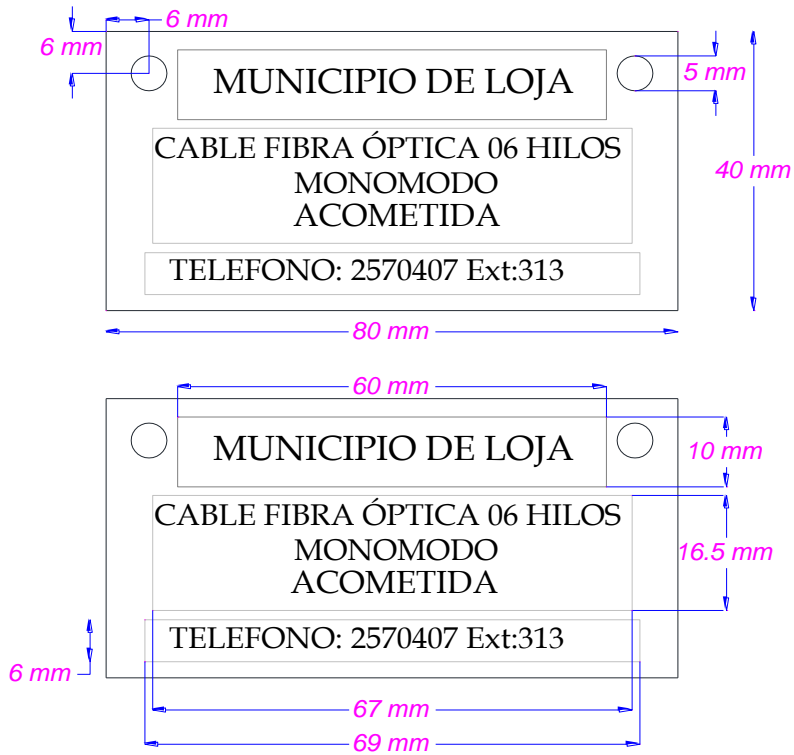 6 mm
6 mm
MUNICIPIO DE LOJA
5 mm
CABLE FIBRA ÓPTICA 06 HILOS
MONOMODO
ACOMETIDA
40 mm
TELEFONO: 2570407 Ext:313
80 mm
60 mm
MUNICIPIO DE LOJA
10 mm
CABLE FIBRA ÓPTICA 06 HILOS
MONOMODO
ACOMETIDA
16.5 mm
TELEFONO: 2570407 Ext:313
6 mm
67 mm
69 mm